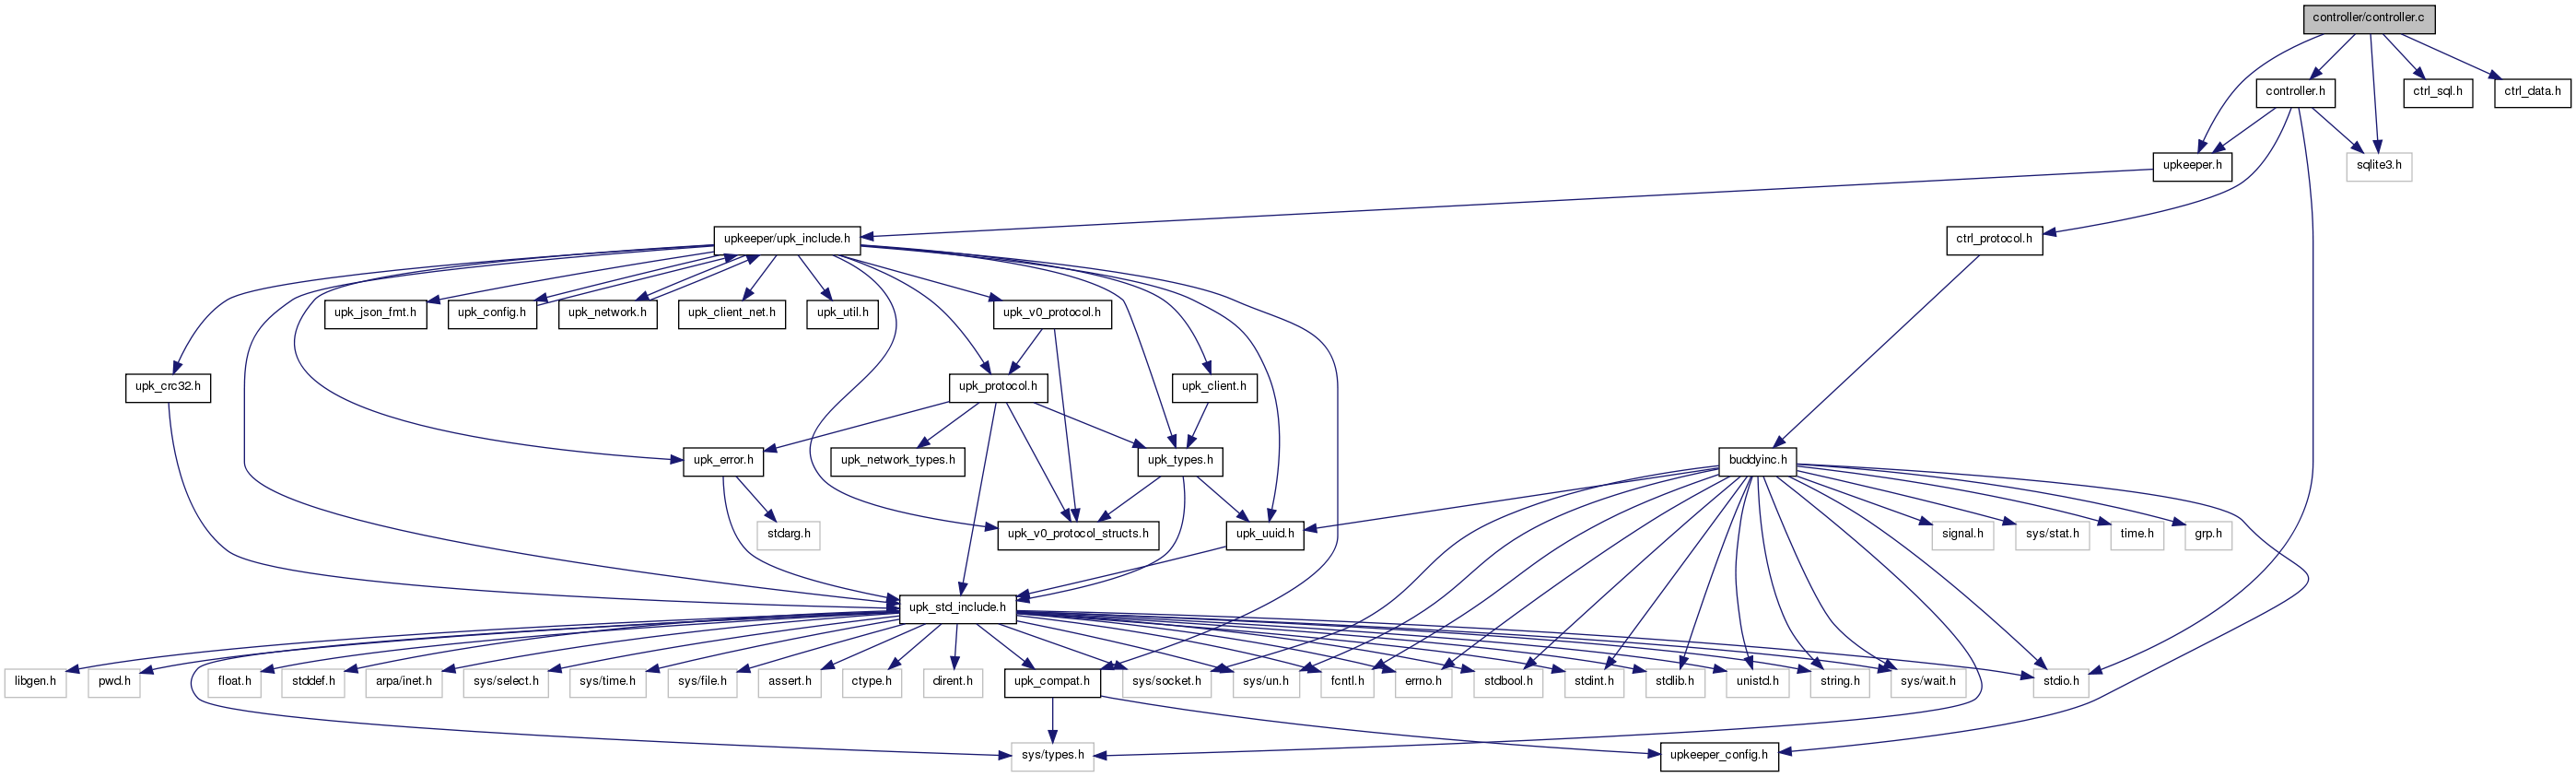 controller/controller.c
controller.h
ctrl_sql.h
ctrl_data.h
upkeeper.h
sqlite3.h
upkeeper/upk_include.h
ctrl_protocol.h
upk_json_fmt.h
upk_config.h
upk_network.h
upk_client_net.h
upk_util.h
upk_v0_protocol.h
upk_crc32.h
upk_protocol.h
upk_client.h
upk_error.h
upk_network_types.h
upk_types.h
buddyinc.h
stdarg.h
upk_v0_protocol_structs.h
upk_uuid.h
signal.h
sys/stat.h
time.h
grp.h
upk_std_include.h
libgen.h
pwd.h
float.h
stddef.h
arpa/inet.h
sys/select.h
sys/time.h
sys/file.h
assert.h
ctype.h
dirent.h
upk_compat.h
sys/socket.h
sys/un.h
fcntl.h
errno.h
stdbool.h
stdint.h
stdlib.h
unistd.h
string.h
sys/wait.h
stdio.h
sys/types.h
upkeeper_config.h